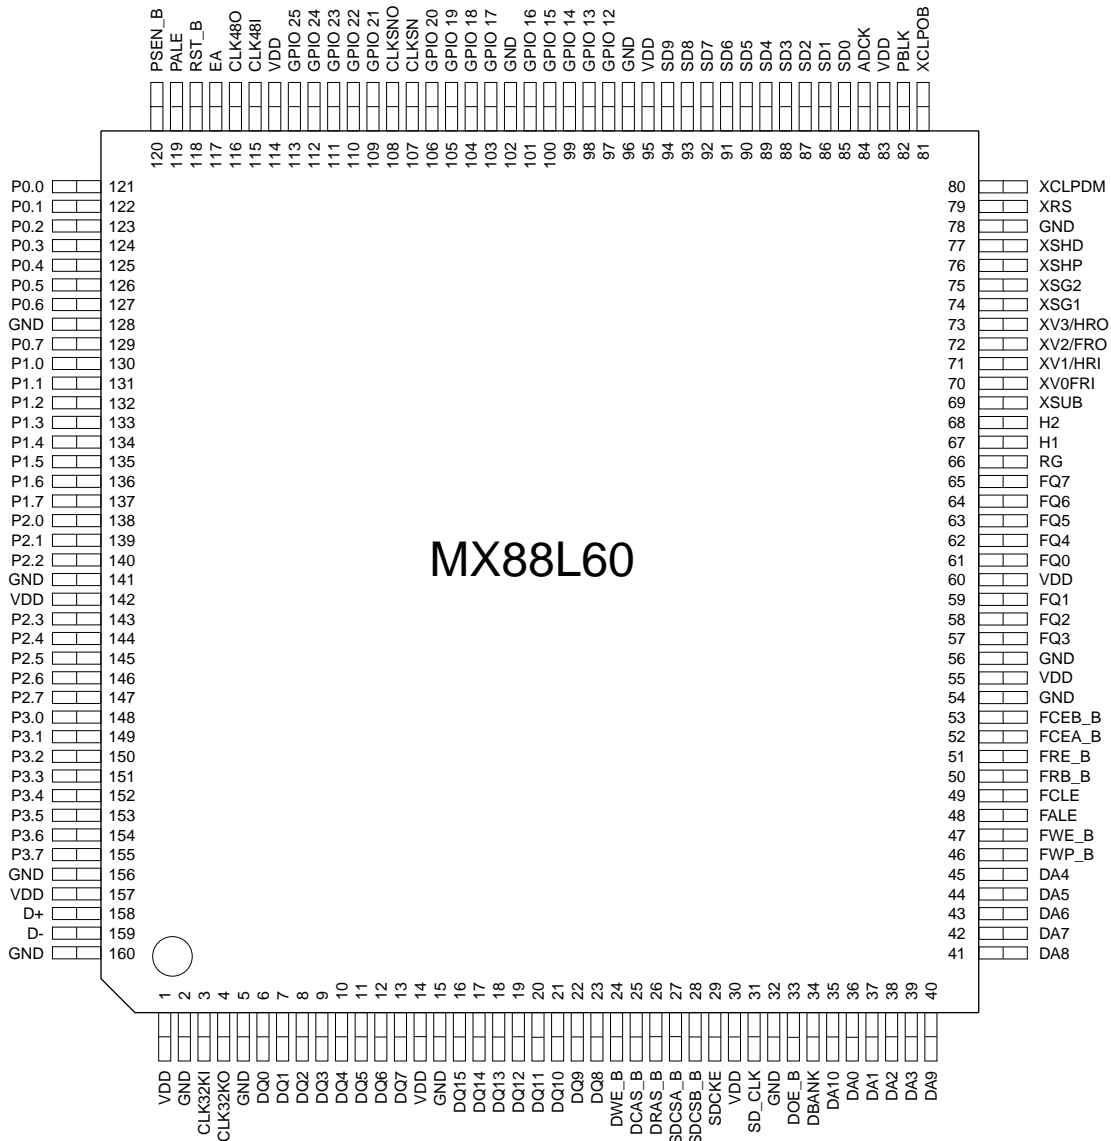 PSEN_B
PALE
RST_B
EA
CLK48O
CLK48I
VDD
GPIO 25
GPIO 24
GPIO 23
GPIO 22
GPIO 21
CLKSNO
CLKSN
GPIO 20
GPIO 19
GPIO 18
GPIO 17
GND
GPIO 16
GPIO 15
GPIO 14
GPIO 13
GPIO 12
GND
VDD
SD9
SD8
SD7
SD6
SD5
SD4
SD3
SD2
SD1
SD0
ADCK
VDD
PBLK
XCLPOB
120
119
118
117
116
115
114
113
112
111
110
109
108
107
106
105
104
103
102
101
100
99
98
97
96
95
94
93
92
91
90
89
88
87
86
85
84
83
82
81
P0.0 121
P0.1 122
P0.2 123
P0.3 124
P0.4 125
P0.5 126
P0.6 127
GND 128
P0.7 129
P1.0 130
P1.1 131
P1.2 132
P1.3 133
P1.4 134
P1.5 135
P1.6 136
P1.7 137
P2.0 138
P2.1 139
P2.2 140
GND 141
VDD 142
P2.3 143
P2.4 144
P2.5 145
P2.6 146
P2.7 147
P3.0 148
P3.1 149
P3.2 150
P3.3 151
P3.4 152
P3.5 153
P3.6 154
P3.7 155
GND 156
VDD 157
D+ 158
D- 159
GND 160
MX88L60
80 XCLPDM
79 XRS
78 GND
77 XSHD
76 XSHP
75 XSG2
74 XSG1
73 XV3/HRO
72 XV2/FRO
71 XV1/HRI
70 XV0FRI
69 XSUB
68 H2
67 H1
66 RG
65 FQ7
64 FQ6
63 FQ5
62 FQ4
61 FQ0
60 VDD
59 FQ1
58 FQ2
57 FQ3
56 GND
55 VDD
54 GND
53 FCEB_B
52 FCEA_B
51 FRE_B
50 FRB_B
49 FCLE
48 FALE
47 FWE_B
46 FWP_B
45 DA4
44 DA5
43 DA6
42 DA7
41 DA8
1
2
3
4
5
6
7
8
9
10
11
12
13
14
15
16
17
18
19
20
21
22
23
24
25
26
27
28
29
30
31
32
33
34
35
36
37
38
39
40
VDD
GND
CLK32KI
CLK32KO
GND
DQ0
DQ1
DQ2
DQ3
DQ4
DQ5
DQ6
DQ7
VDD
GND
DQ15
DQ14
DQ13
DQ12
DQ11
DQ10
DQ9
DQ8
DWE_B
DCAS_B
DRAS_B
SDCSA_B
SDCSB_B
SDCKE
VDD
SD_CLK
GND
DOE_B
DBANK
DA10
DA0
DA1
DA2
DA3
DA9